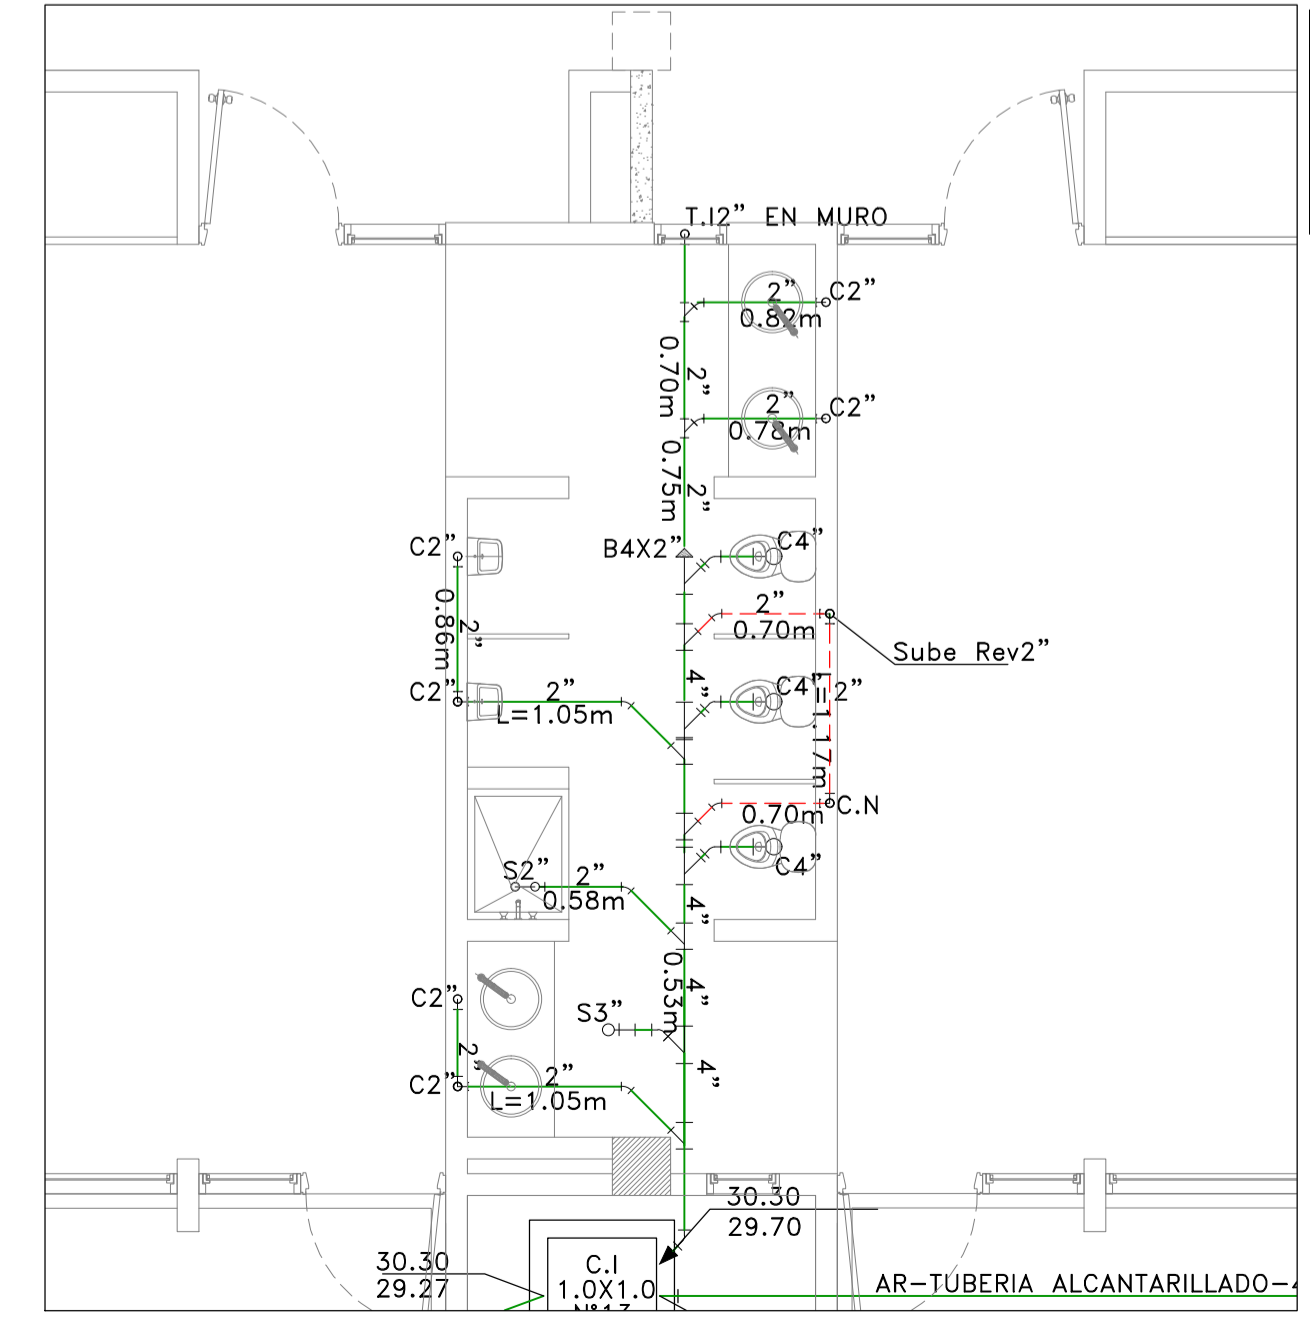 T.I2” EN MURO
2” C2”
0.82m
0.70m 2”
2” C2”
0.78m
0.75m 2”
C2” B4X2” C4”
0.86m 2”
2”
0.70m
Sube Rev2”
C2” 2”
L=1.05m
4” C4” 2”
L=1.17m
0.70m C.N
C4”
S2” 2”
0.58m
4”
0.53m 4”
C2” S3”
2”
4”
C2” 2”
L=1.05m
30.30
29.70
30.30
29.27
C.I
1.0X1.0
N°13
AR-TUBERIA ALCANTARILLADO-4